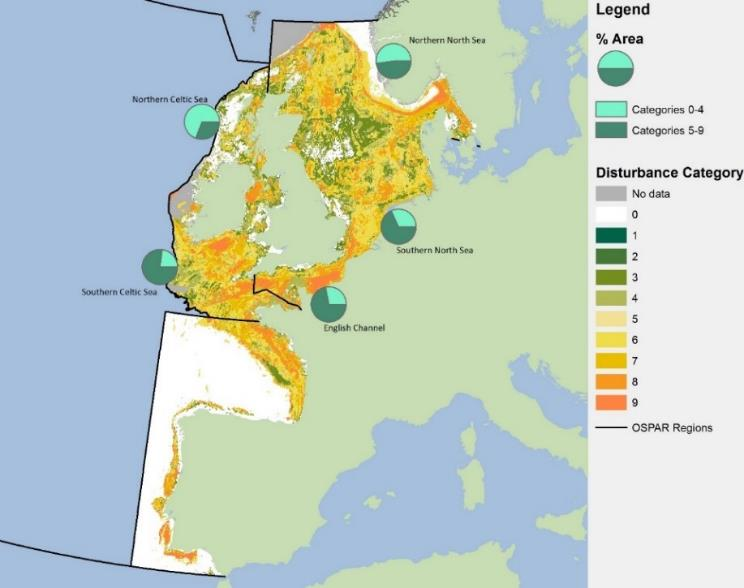 Northern North Sea
Northern Celtic Sea
Southern North Sea
Southern Celtic Sea
English Channel
Legend
% Area
Categories 0-4
Categories 5-9
Disturbance Category
No data
0
1
2
3
4
5
6
7
8
9
OSPAR Regions